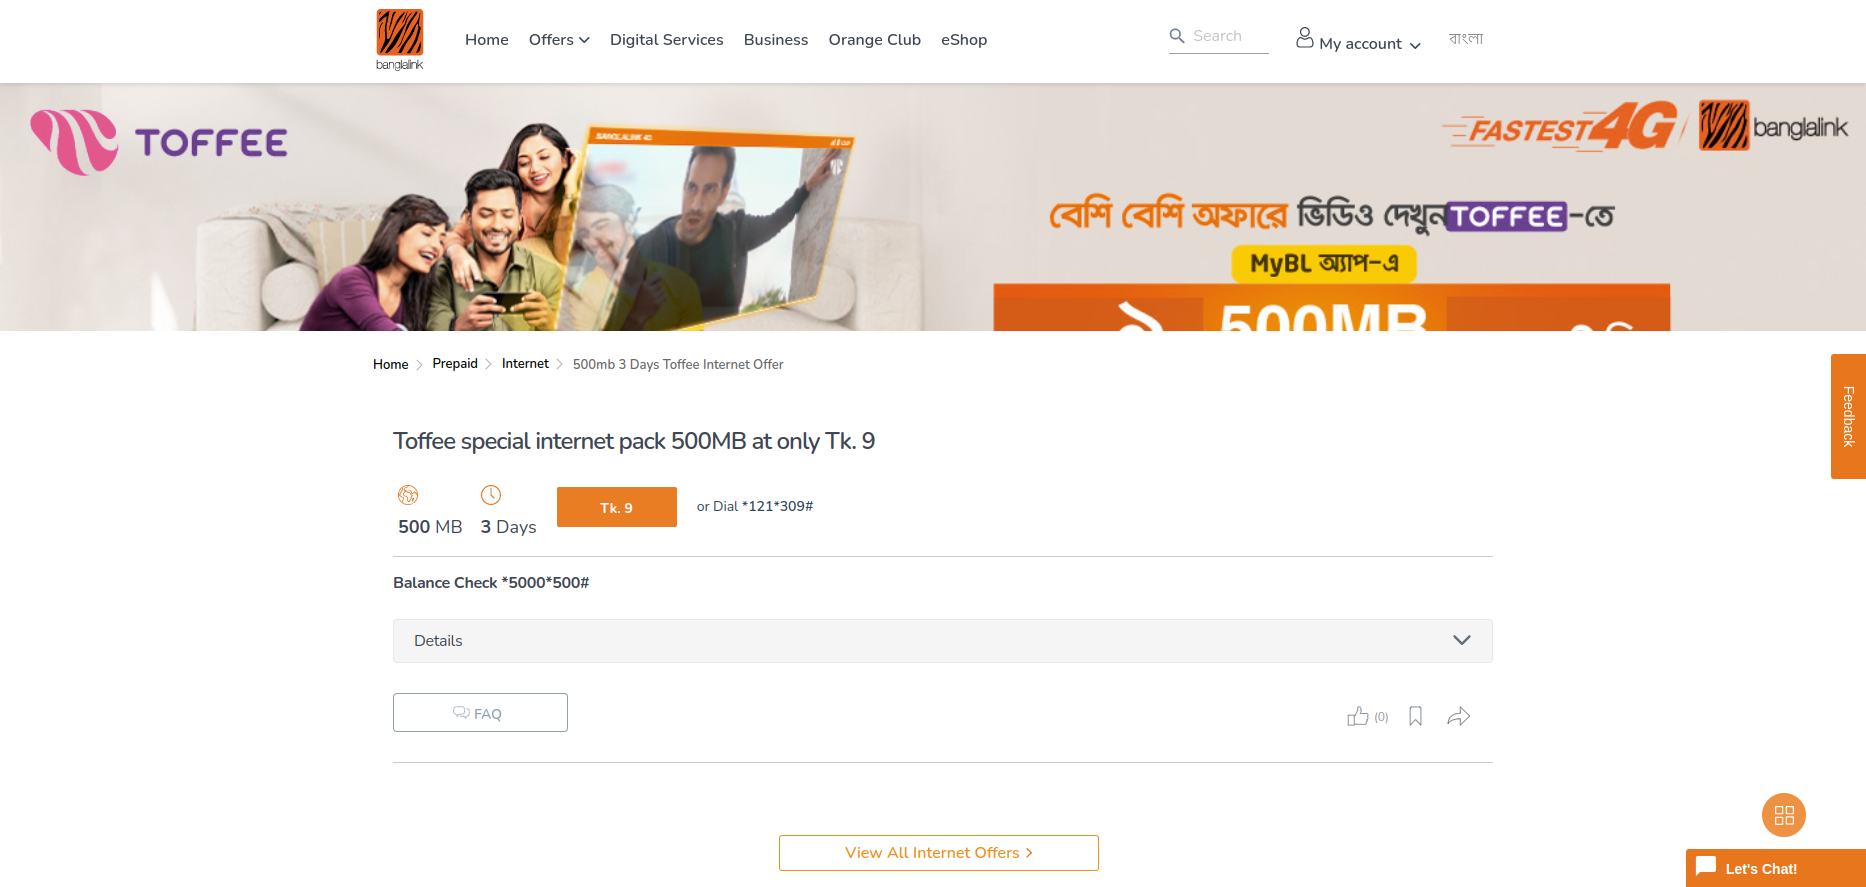 Home Offers Digital Services Business Orange Club eShop Search My account বাংলা
banglalink
TOFFEE
BANGLALINK 4G
FASTEST 4G banglalink
বেশি বেশি অফারে ভিডিও দেখুন TOFFEE-তে
MyBL অ্যাপ-এ
500MB
Home Prepaid Internet 500mb 3 Days Toffee Internet Offer
Feedback
Toffee special internet pack 500MB at only Tk. 9
500 MB 3 Days Tk. 9 or Dial *121*309#
Balance Check *5000*500#
Details
FAQ (0)
View All Internet Offers
Let's Chat!